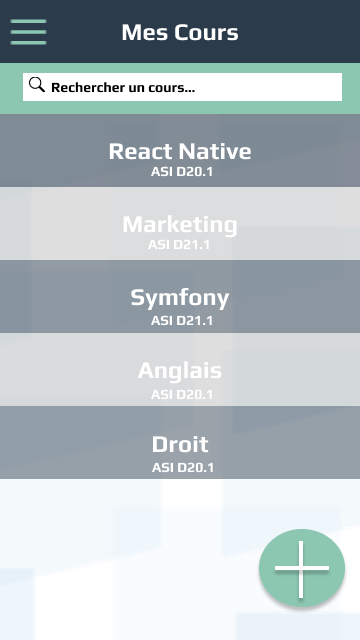 Mes Cours
Rechercher un cours...
React Native
ASI D20.1
Marketing
ASI D21.1
Symfony
ASI D21.1
Anglais
ASI D20.1
Droit
ASI D20.1